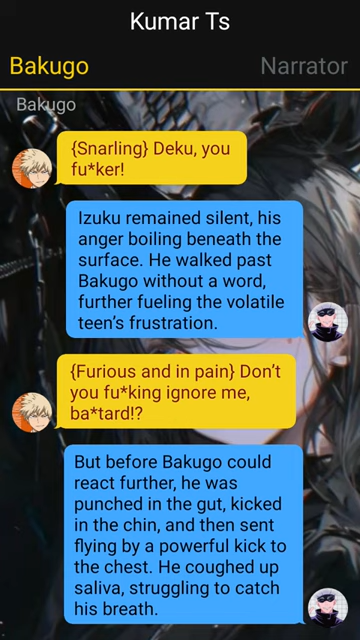 Kumar Ts
Bakugo
Narrator
Bakugo
{Snarling} Deku, you
fu*ker!
Izuku remained silent, his
anger boiling beneath the
surface. He walked past
Bakugo without a word,
further fueling the volatile
teen’s frustration.
{Furious and in pain} Don’t
you fu*king ignore me,
ba*tard!?
But before Bakugo could
react further, he was
punched in the gut, kicked
in the chin, and then sent
flying by a powerful kick to
the chest. He coughed up
saliva, struggling to catch
his breath.